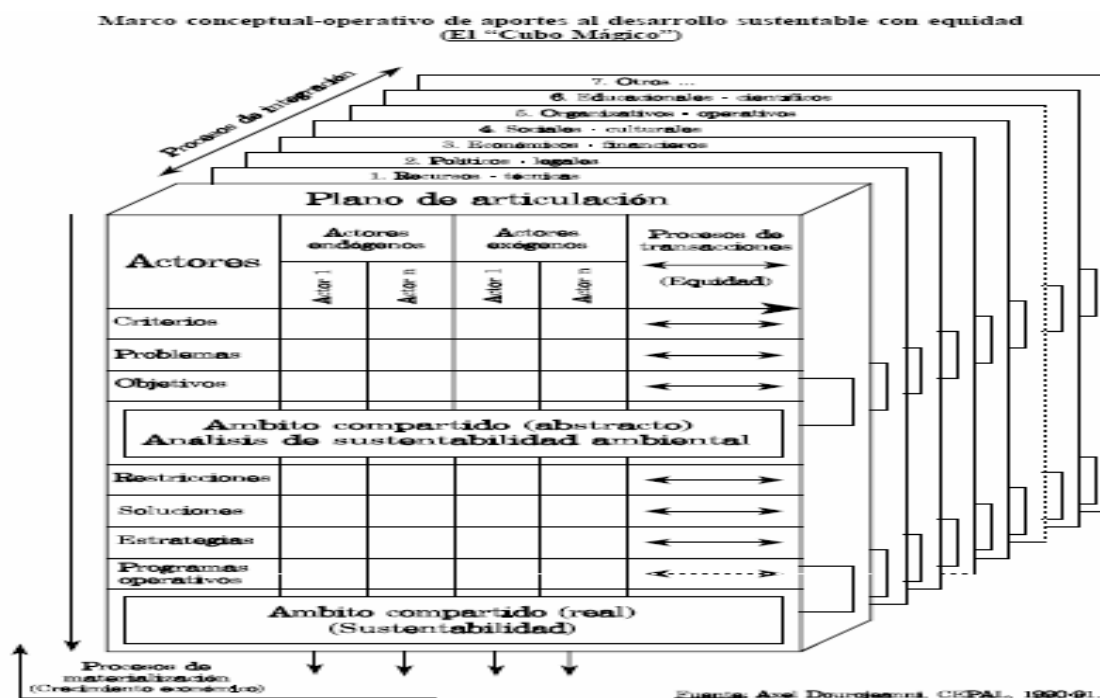 Marco conceptual-operativo de aportes al desarrollo sustentable con equidad
(El “Cubo Mágico”)
Procesos de integración
7. Otros ...
6. Educacionales - científicos
5. Organizativos - operativos
4. Sociales - culturales
3. Económicos - financieros
2. Políticos - legales
1. Recursos - técnicas
Plano de articulación
Actores
Actores
endógenos
Actores
exógenos
Procesos de
transacciones
(Equidad)
Actor 1
Actor n
Actor 1
Actor n
Criterios
Problemas
Objetivos
Ambito compartido (abstracto)
Análisis de sustentabilidad ambiental
Restricciones
Soluciones
Estrategias
Programas
operativos
Ambito compartido (real)
(Sustentabilidad)
Procesos de
materialización
(Crecimiento económico)
Fuente: Axel Dourojeanni, CEPAL, 1990-91.